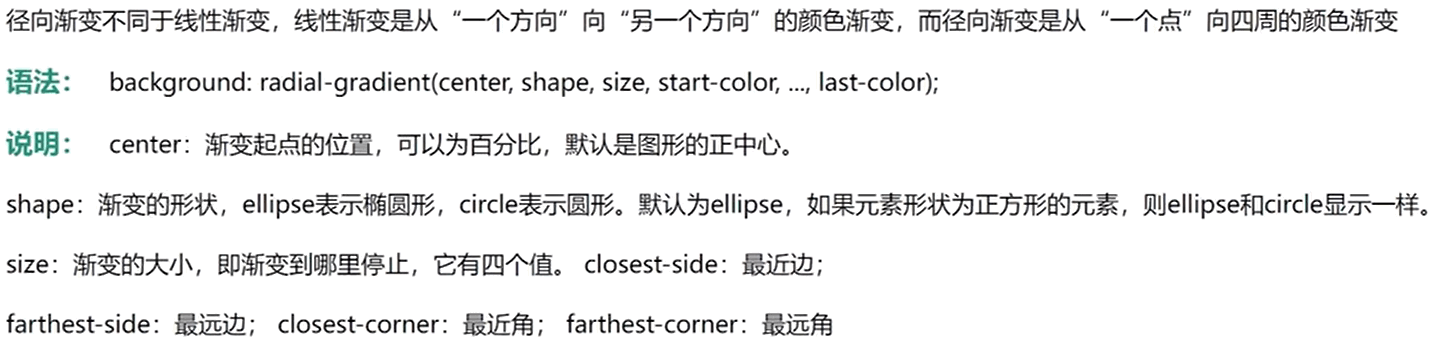 径向渐变不同于线性渐变，线性渐变是从“一个方向”向“另一个方向”的颜色渐变，而径向渐变是从“一个点”向四周的颜色渐变
语法： background: radial-gradient(center, shape, size, start-color, ..., last-color);
说明： center：渐变起点的位置，可以为百分比，默认是图形的正中心。
shape：渐变的形状，ellipse表示椭圆形，circle表示圆形。默认为ellipse，如果元素形状为正方形的元素，则ellipse和circle显示一样。
size：渐变的大小，即渐变到哪里停止，它有四个值。 closest-side：最近边；
farthest-side：最远边； closest-corner：最近角； farthest-corner：最远角